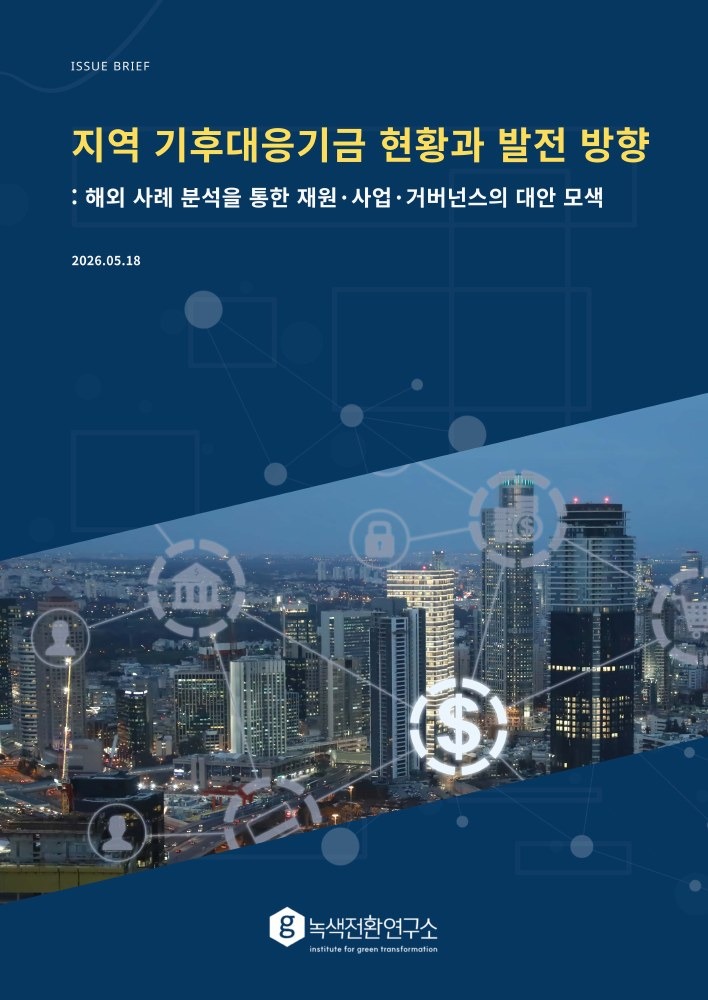 ISSUE BRIEF
지역 기후대응기금 현황과 발전 방향
: 해외 사례 분석을 통한 재원·사업·거버넌스의 대안 모색
2026.05.18
g 녹색전환연구소
institute for green transformation